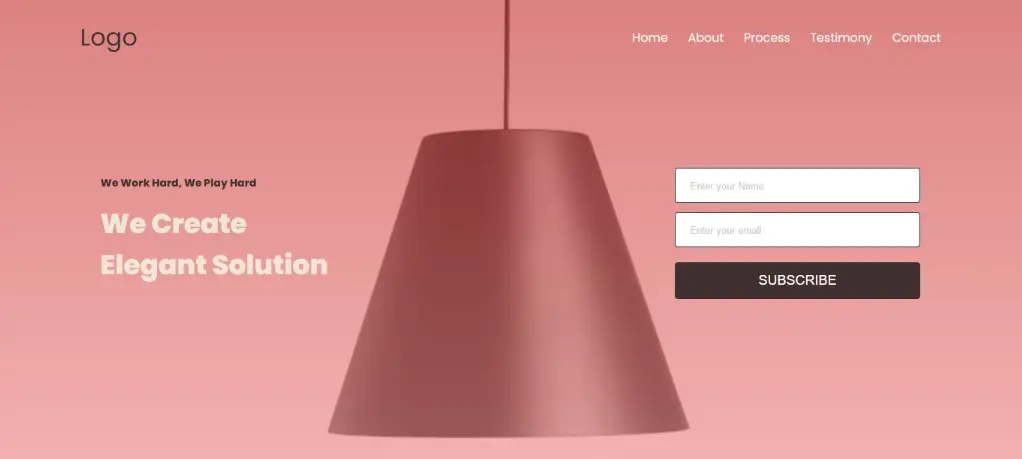 Logo
Home About Process Testimony Contact
We Work Hard, We Play Hard
We Create
Elegant Solution
Enter your Name
Enter your email
SUBSCRIBE